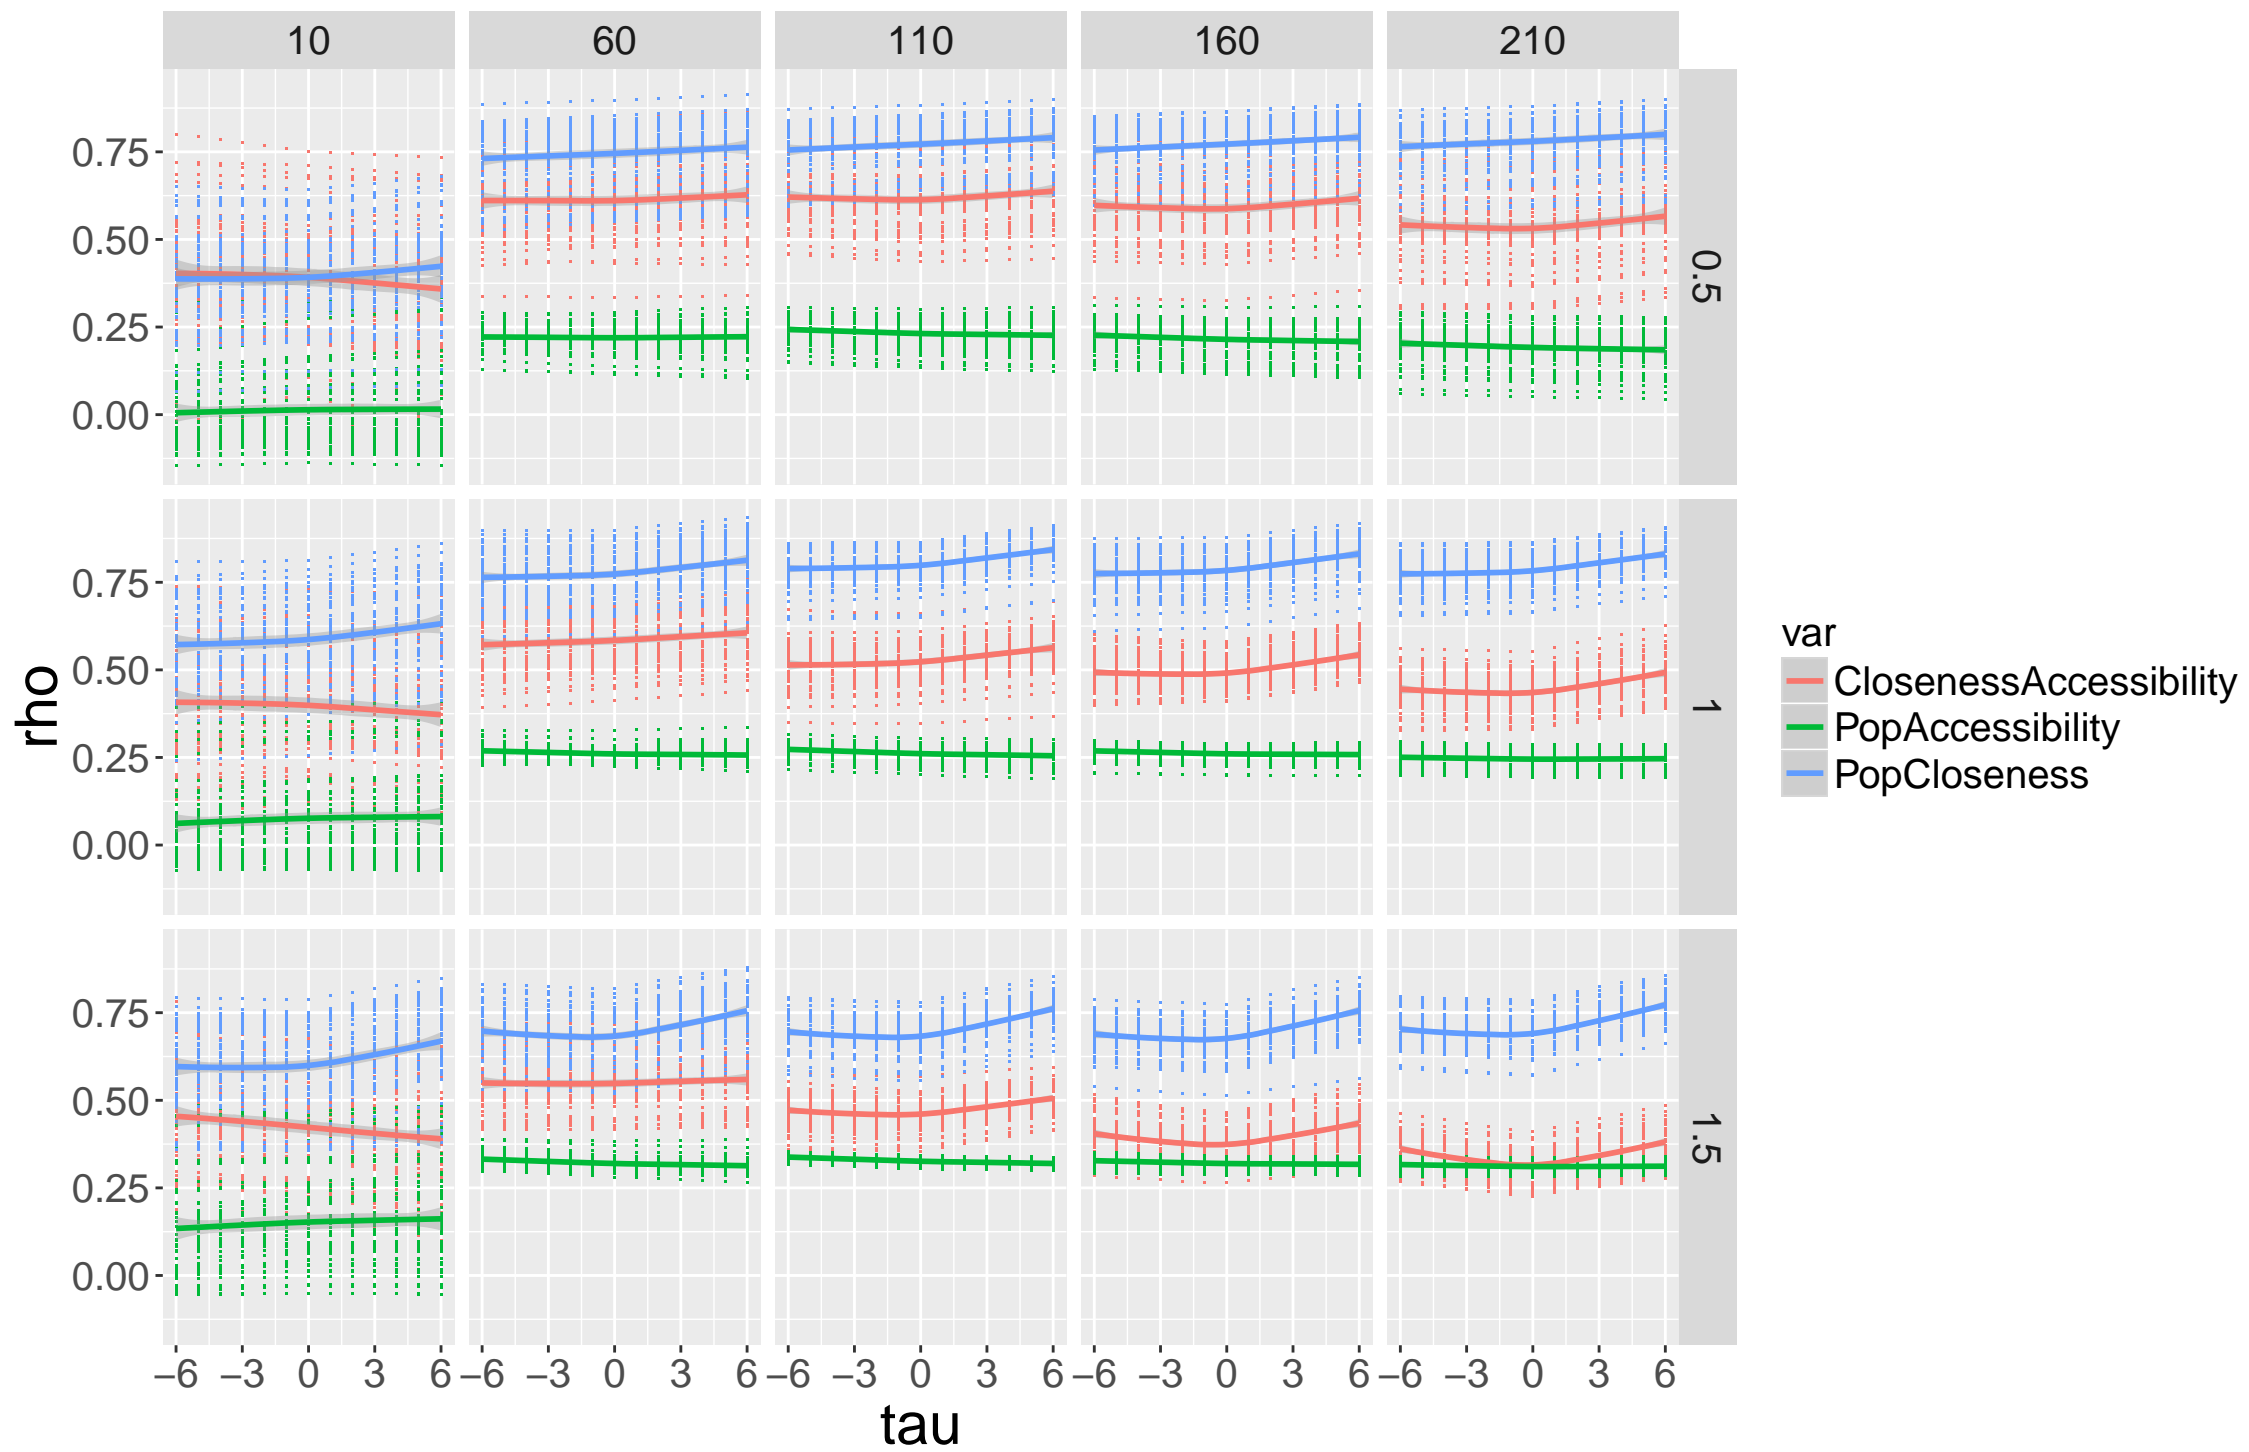 10 60 110 160 210
0.75
0.50
0.25
0.00
0.5
0.75
0.50
0.25
0.00
1
0.75
0.50
0.25
0.00
1.5
−6 −3 0 3 6 −6 −3 0 3 6 −6 −3 0 3 6 −6 −3 0 3 6 −6 −3 0 3 6
tau
rho
var
ClosenessAccessibility
PopAccessibility
PopCloseness